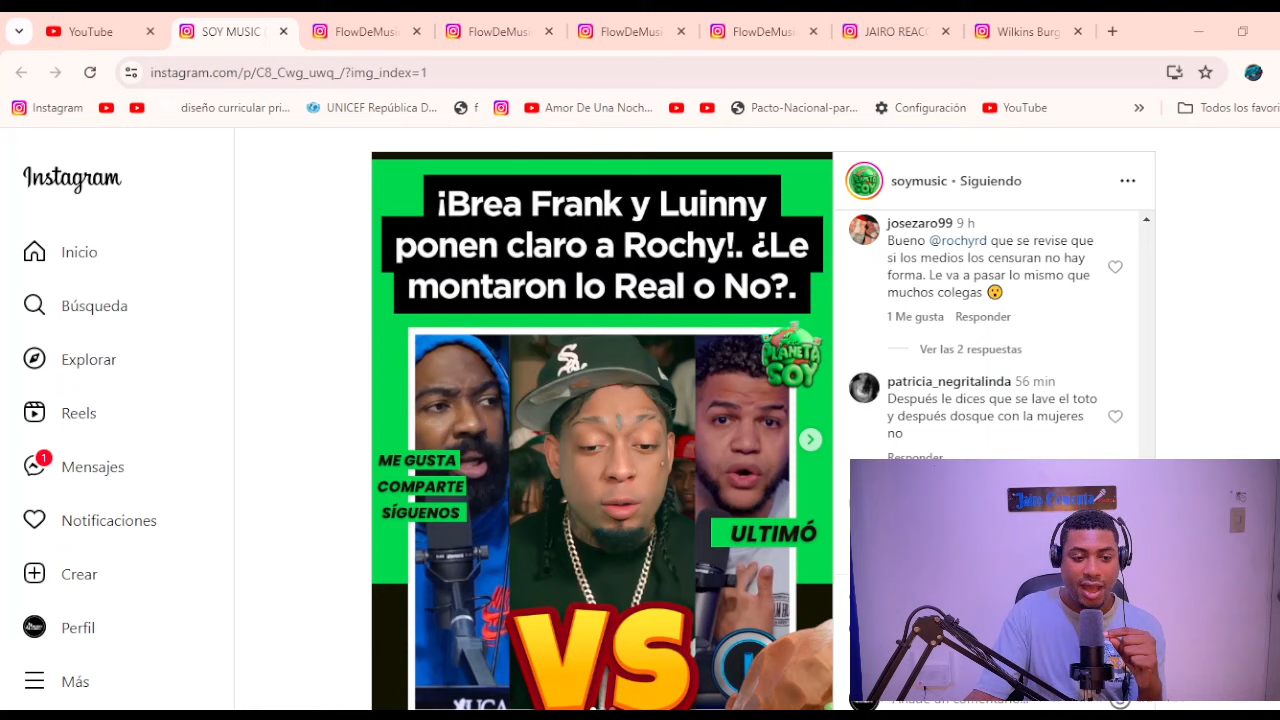 YouTube
SOY MUSIC (
FlowDeMusi
FlowDeMusi
FlowDeMusi
FlowDeMusi
JAIRO REAC
Wilkins Burg
instagram.com/p/C8_Cwg_uwq_/?img_index=1
Instagram
diseño curricular pri...
UNICEF República D...
f
Amor De Una Noch...
Pacto-Nacional-par...
Configuración
YouTube
Todos los favori
Instagram
Inicio
Búsqueda
Explorar
Reels
1
Mensajes
Notificaciones
Crear
Perfil
Más
¡Brea Frank y Luinny
ponen claro a Rochy!. ¿Le
montaron lo Real o No?.
PLANETA
SOY
ME GUSTA
COMPARTE
SÍGUENOS
ULTIMÓ
VS
soymusic • Siguiendo
josezaro99 9 h
Bueno @rochyrd que se revise que
si los medios los censuran no hay
forma. Le va a pasar lo mismo que
muchos colegas 😯
1 Me gusta Responder
Ver las 2 respuestas
patricia_negritalinda 56 min
Después le dices que se lave el toto
y después dosque con la mujeres
no
Responder